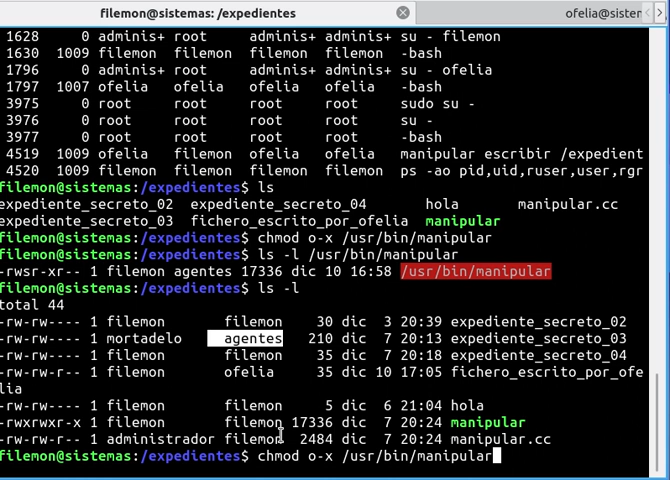 filemon@sistemas: /expedientes
ofelia@sister
1628 0 adminis+ root adminis+ adminis+ su - filemon
1630 1009 filemon filemon filemon filemon -bash
1796 0 adminis+ root adminis+ adminis+ su - ofelia
1797 1007 ofelia ofelia ofelia ofelia -bash
3975 0 root root root root sudo su -
3976 0 root root root root su -
3977 0 root root root root -bash
4519 1009 ofelia filemon ofelia ofelia manipular escribir /expedient
4520 1009 filemon filemon filemon filemon ps -ao pid,uid,ruser,user,rgr
filemon@sistemas:/expedientes$ ls
expediente_secreto_02 expediente_secreto_04 hola manipular.cc
expediente_secreto_03 fichero_escrito_por_ofelia manipular
filemon@sistemas:/expedientes$ chmod o-x /usr/bin/manipular
filemon@sistemas:/expedientes$ ls -l /usr/bin/manipular
-rwsr-xr-- 1 filemon agentes 17336 dic 10 16:58 /usr/bin/manipular
filemon@sistemas:/expedientes$ ls -l
total 44
-rw-rw---- 1 filemon filemon 30 dic 3 20:39 expediente_secreto_02
-rw-rw---- 1 mortadelo agentes 210 dic 7 20:13 expediente_secreto_03
-rw-rw---- 1 filemon filemon 35 dic 7 20:18 expediente_secreto_04
-rw-rw-r-- 1 filemon ofelia 35 dic 10 17:05 fichero_escrito_por_ofe
lia
-rw-rw---- 1 filemon filemon 5 dic 6 21:04 hola
-rwxrwxr-x 1 filemon filemon 17336 dic 7 20:24 manipular
-rw-rw-r-- 1 administrador filemon 2484 dic 7 20:24 manipular.cc
filemon@sistemas:/expedientes$ chmod o-x /usr/bin/manipular